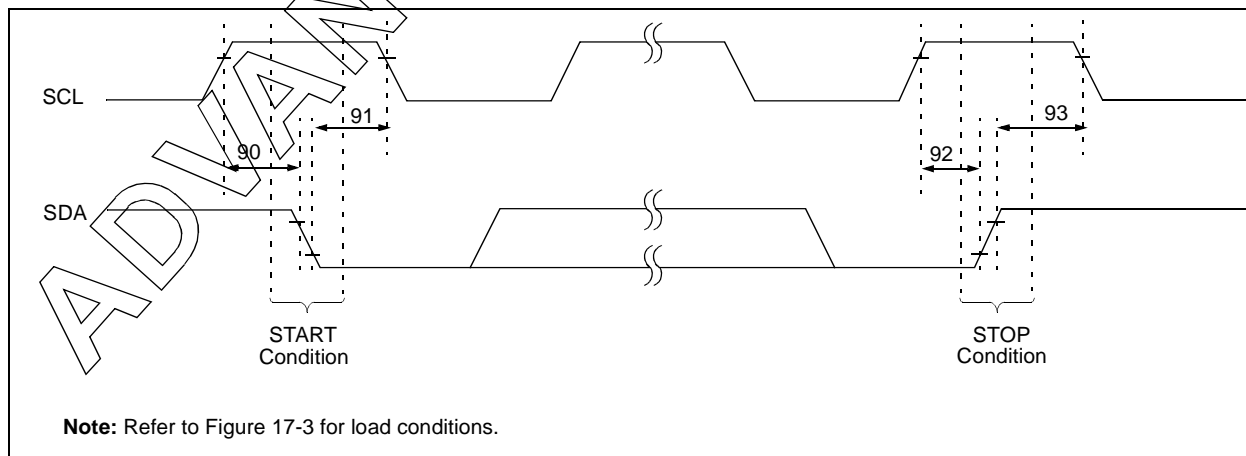 SCL
91
93
90
92
SDA
START
Condition
STOP
Condition
Note: Refer to Figure 17-3 for load conditions.
ADVAN